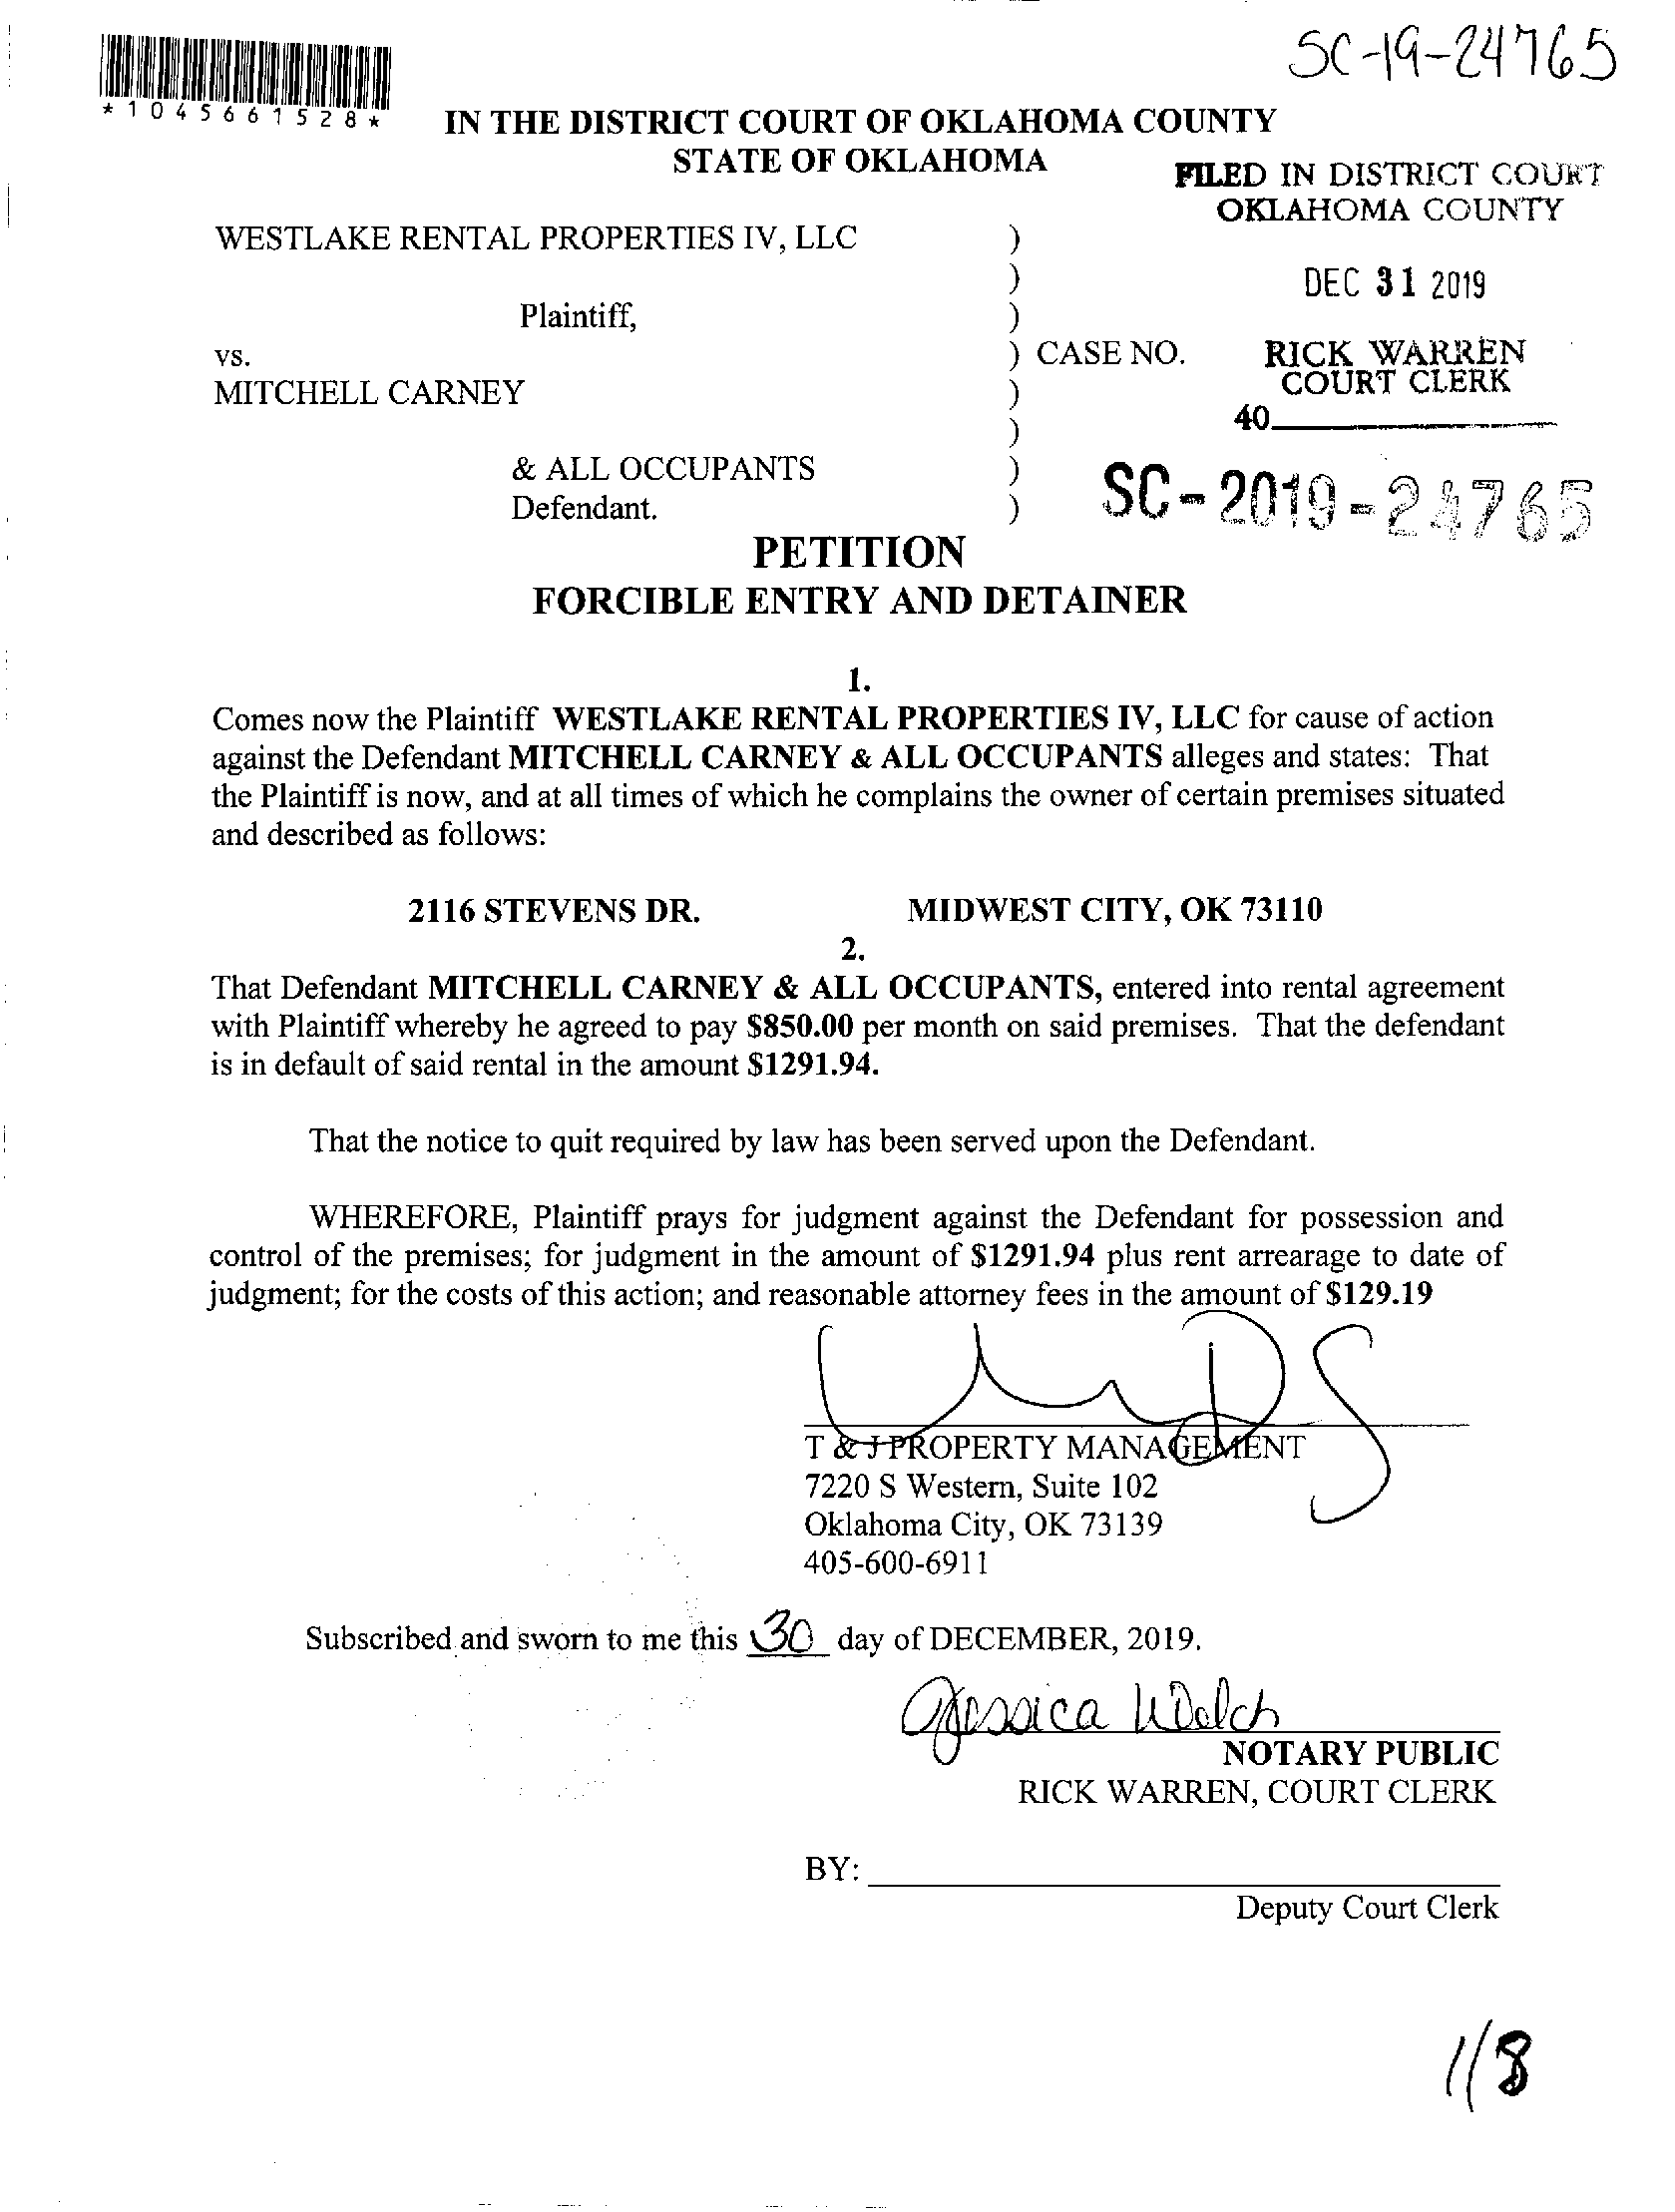 SC-19-24765
*1045661528*
IN THE DISTRICT COURT OF OKLAHOMA COUNTY
STATE OF OKLAHOMA
FILED IN DISTRICT COURT
OKLAHOMA COUNTY
WESTLAKE RENTAL PROPERTIES IV, LLC )
)
DEC 31 2019
Plaintiff, )
vs. ) CASE NO. RICK WARREN
COURT CLERK
MITCHELL CARNEY )
40
)
& ALL OCCUPANTS )
Defendant. ) SC-2019-24765
PETITION
FORCIBLE ENTRY AND DETAINER
1.
Comes now the Plaintiff WESTLAKE RENTAL PROPERTIES IV, LLC for cause of action
against the Defendant MITCHELL CARNEY & ALL OCCUPANTS alleges and states: That
the Plaintiff is now, and at all times of which he complains the owner of certain premises situated
and described as follows:
2116 STEVENS DR. MIDWEST CITY, OK 73110
2.
That Defendant MITCHELL CARNEY & ALL OCCUPANTS, entered into rental agreement
with Plaintiff whereby he agreed to pay $850.00 per month on said premises. That the defendant
is in default of said rental in the amount $1291.94.
That the notice to quit required by law has been served upon the Defendant.
WHEREFORE, Plaintiff prays for judgment against the Defendant for possession and
control of the premises; for judgment in the amount of $1291.94 plus rent arrearage to date of
judgment; for the costs of this action; and reasonable attorney fees in the amount of $129.19
T & J PROPERTY MANAGEMENT
7220 S Western, Suite 102
Oklahoma City, OK 73139
405-600-6911
Subscribed and sworn to me this 30 day of DECEMBER, 2019.
Jessica Welch
NOTARY PUBLIC
RICK WARREN, COURT CLERK
BY:
Deputy Court Clerk
1/8